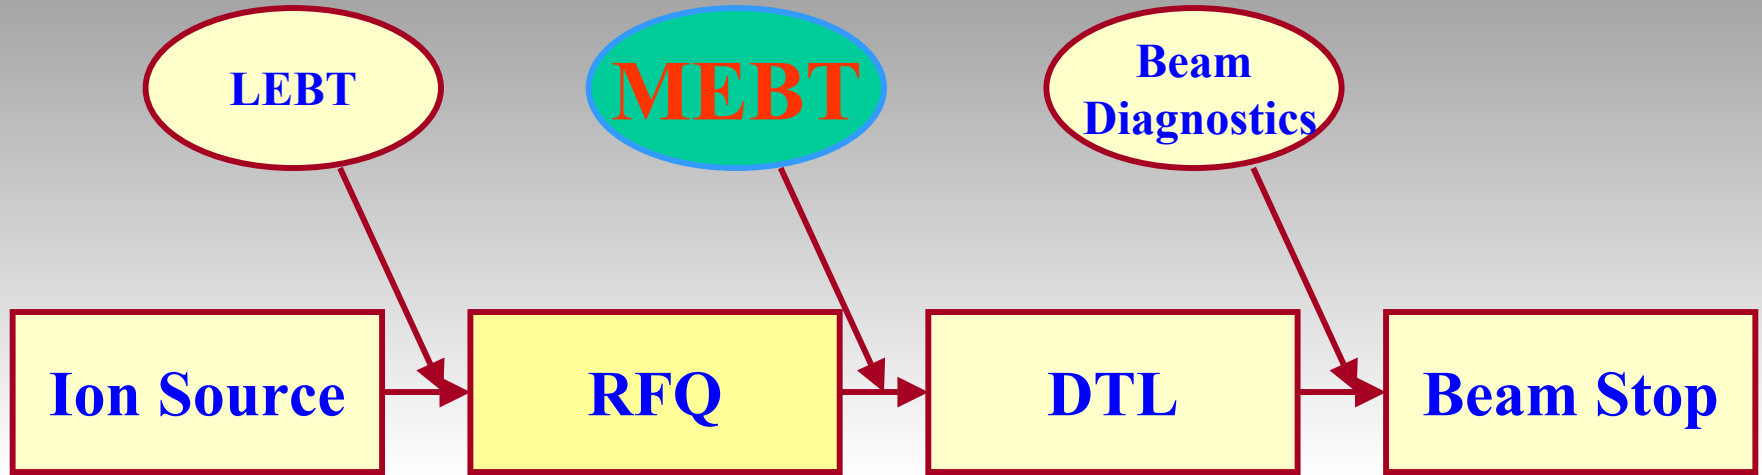 LEBT
MEBT
Beam
Diagnostics
Ion Source
RFQ
DTL
Beam Stop